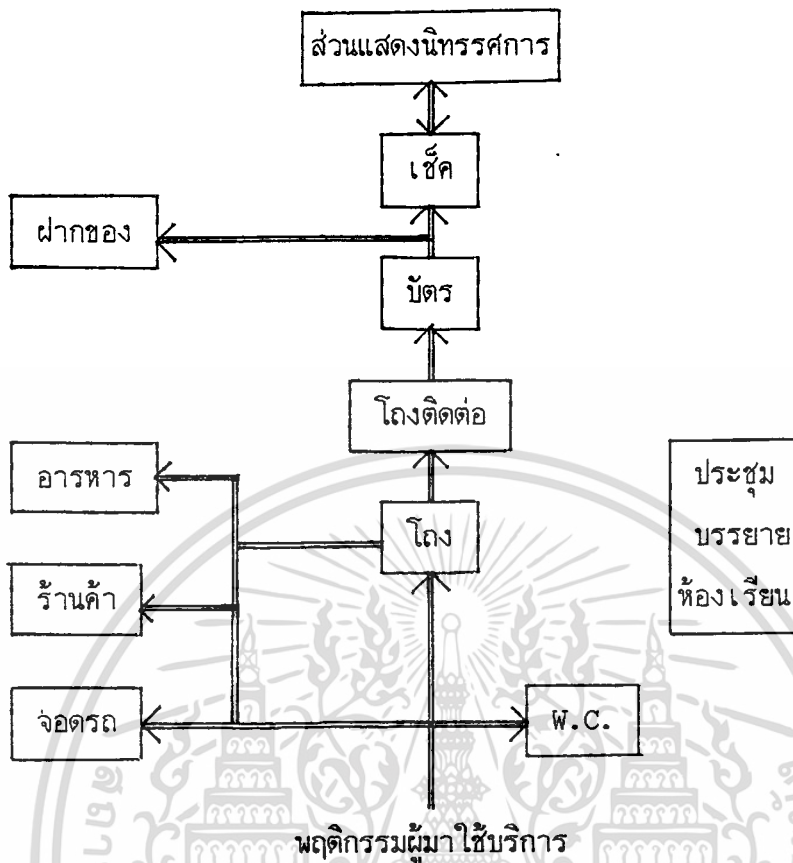 ส่วนแสดงนิทรรศการ
เช็ค
ฝากของ
บัตร
โถงติดต่อ
อารหาร
โถง
ประชุม
บรรยาย
ห้องเรียน
ร้านค้า
จ่อดรถ
W.C.
พฤติกรรมผู้มาใช้บริการ